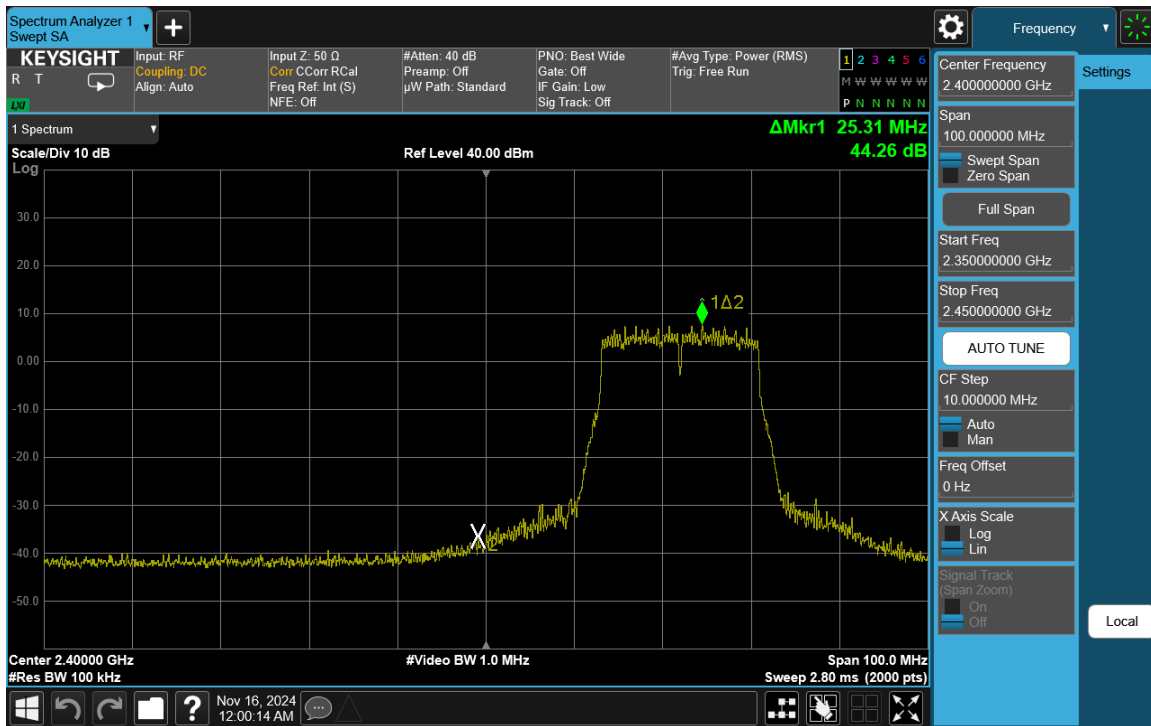 Spectrum Analyzer 1
Swept SA
+
Frequency
KEYSIGHT
R T
LXI
Input: RF
Coupling: DC
Align: Auto
Input Z: 50 Ω
Corr CCorr RCal
Freq Ref: Int (S)
NFE: Off
#Atten: 40 dB
Preamp: Off
µW Path: Standard
PNO: Best Wide
Gate: Off
IF Gain: Low
Sig Track: Off
#Avg Type: Power (RMS)
Trig: Free Run
1 2 3 4 5 6
M W W W W W
P N N N N N
1 Spectrum
Scale/Div 10 dB
Ref Level 40.00 dBm
ΔMkr1 25.31 MHz
44.26 dB
Log
30.0
20.0
10.0
0.00
-10.0
-20.0
-30.0
-40.0
-50.0
1Δ2
X
2
Center 2.40000 GHz
#Res BW 100 kHz
#Video BW 1.0 MHz
Span 100.0 MHz
Sweep 2.80 ms (2000 pts)
Center Frequency
2.400000000 GHz
Settings
Span
100.000000 MHz
Swept Span
Zero Span
Full Span
Start Freq
2.350000000 GHz
Stop Freq
2.450000000 GHz
AUTO TUNE
CF Step
10.000000 MHz
Auto
Man
Freq Offset
0 Hz
X Axis Scale
Log
Lin
Signal Track
(Span Zoom)
On
Off
Local
?
Nov 16, 2024
12:00:14 AM